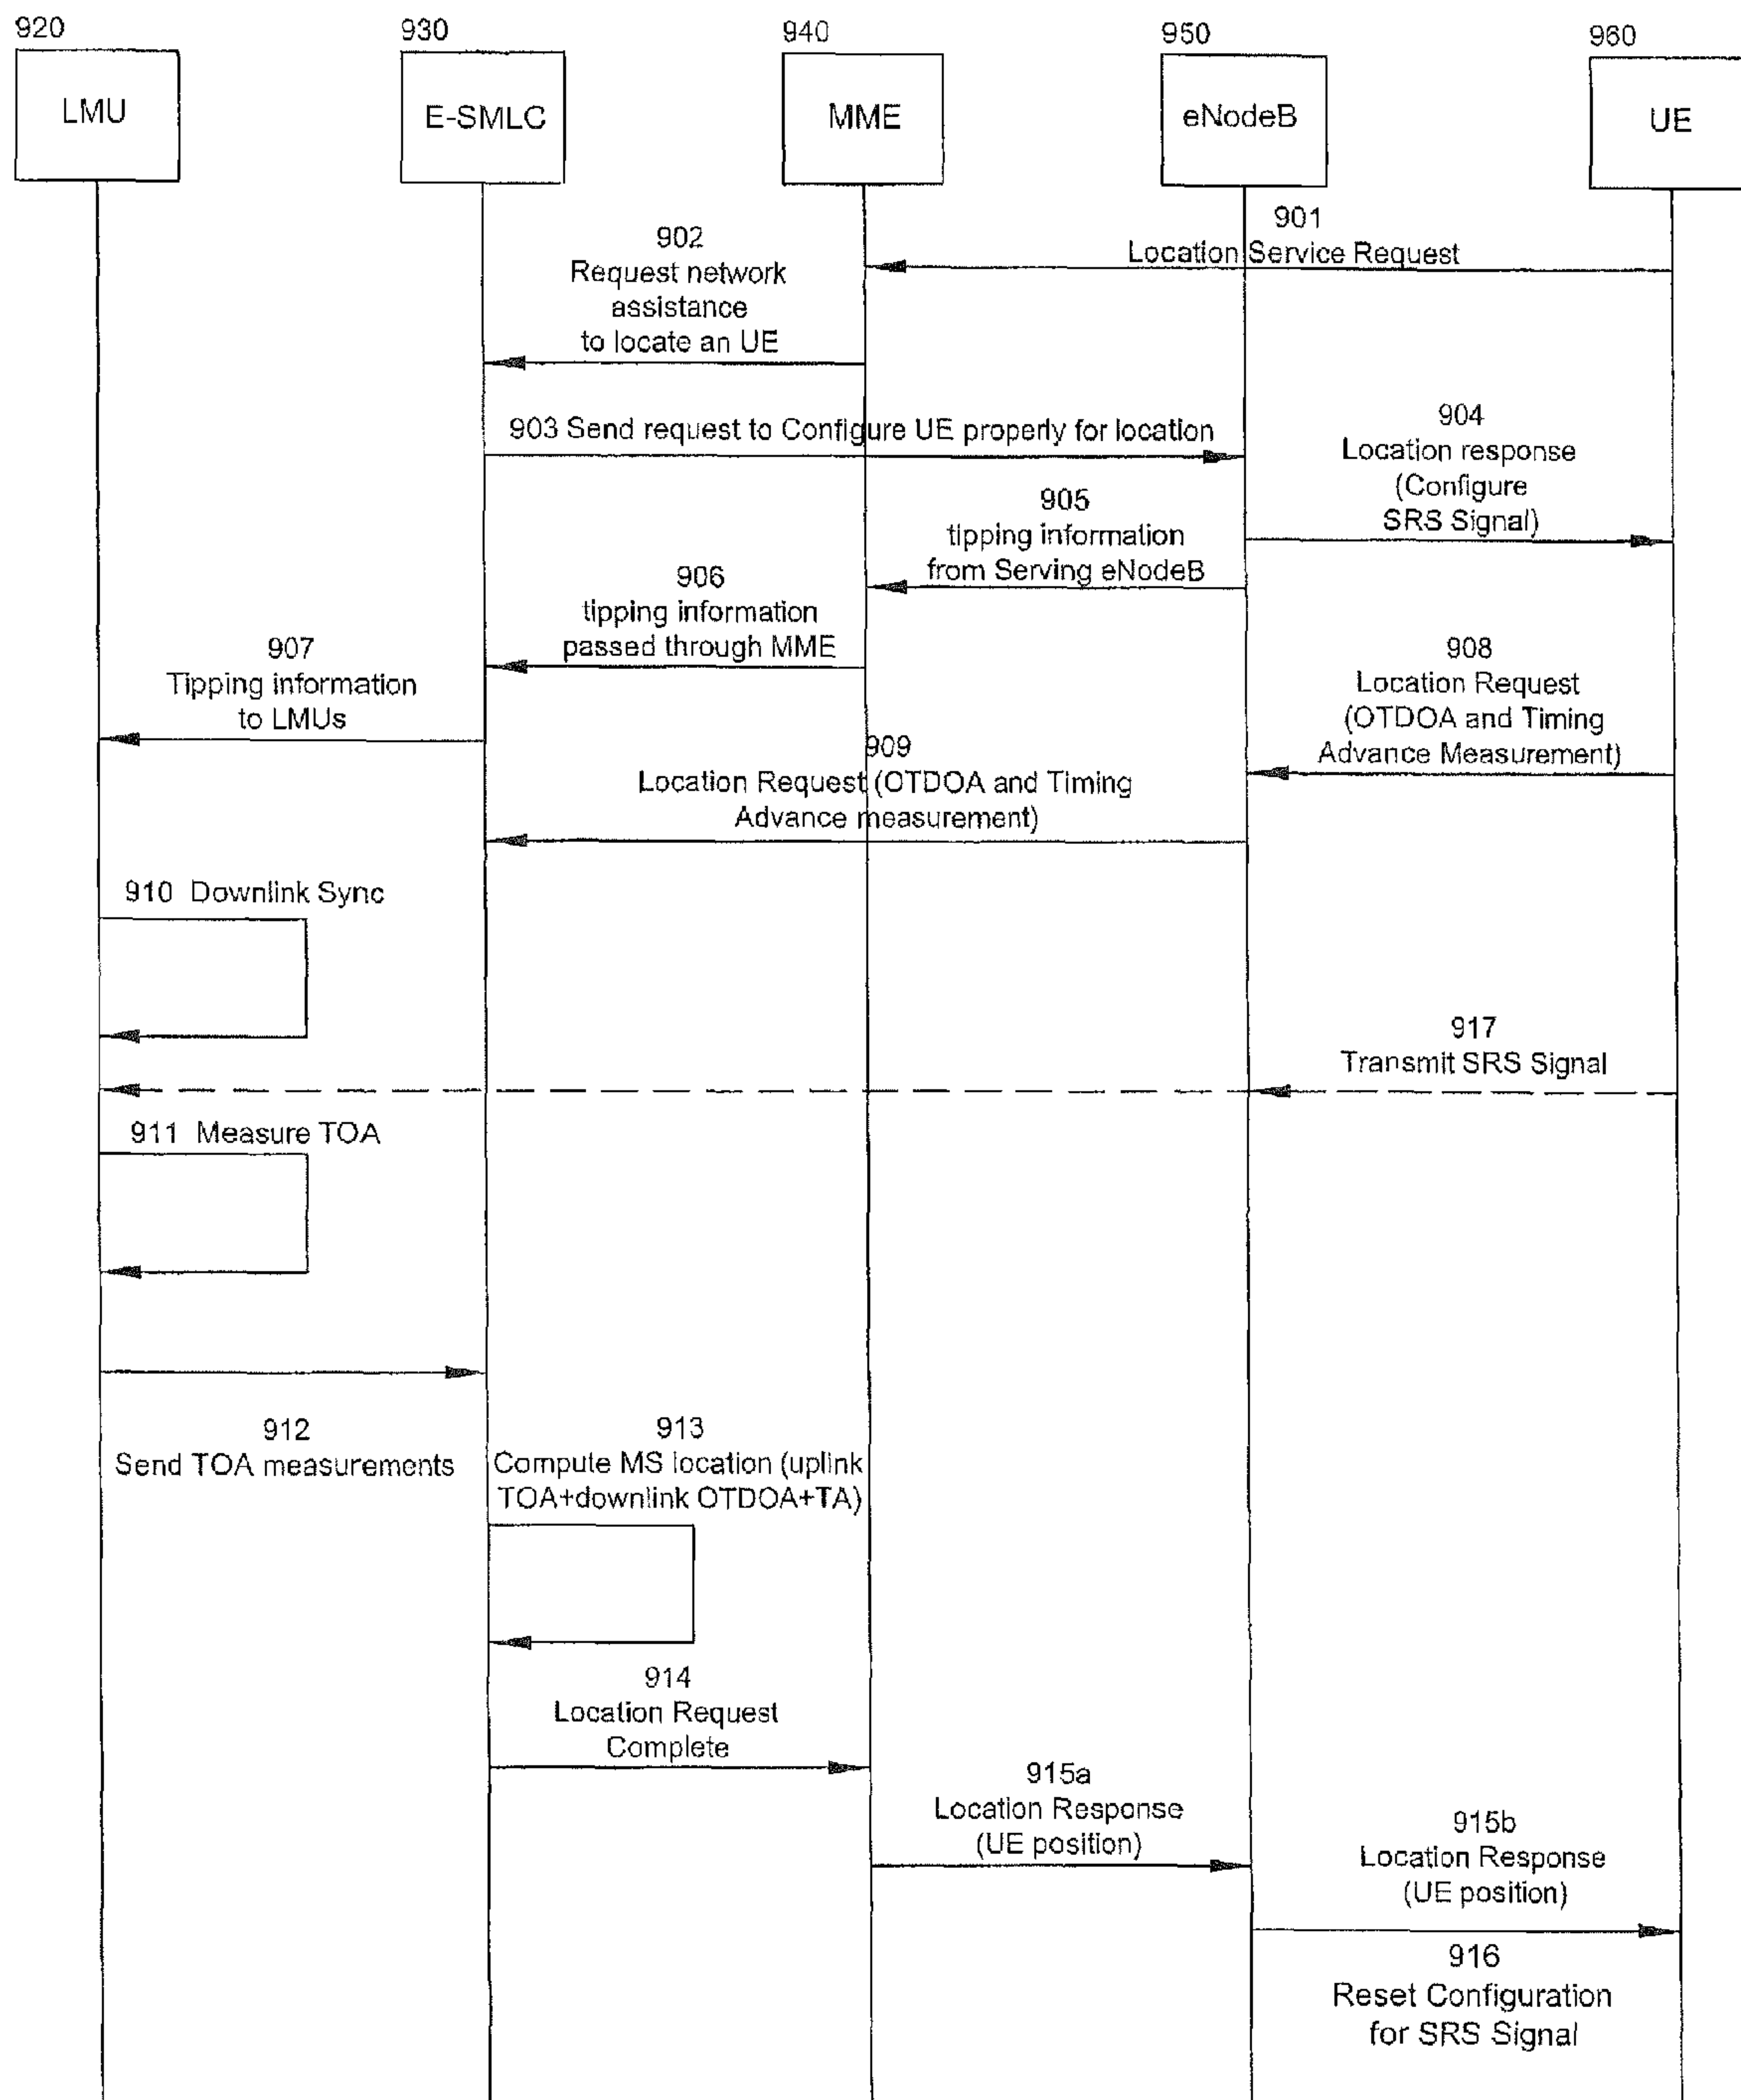 920
930
940
950
960
LMU
E-SMLC
MME
eNodeB
UE
901
Location Service Request
902
Request network
assistance
to locate an UE
903 Send request to Configure UE properly for location
904
Location response
(Configure
SRS Signal)
905
tipping information
from Serving eNodeB
906
tipping information
passed through MME
907
Tipping information
to LMUs
908
Location Request
(OTDOA and Timing
Advance Measurement)
909
Location Request (OTDOA and Timing
Advance measurement)
910 Downlink Sync
917
Transmit SRS Signal
911 Measure TOA
912
Send TOA measurements
913
Compute MS location (uplink
TOA+downlink OTDOA+TA)
914
Location Request
Complete
915a
Location Response
(UE position)
915b
Location Response
(UE position)
916
Reset Configuration
for SRS Signal